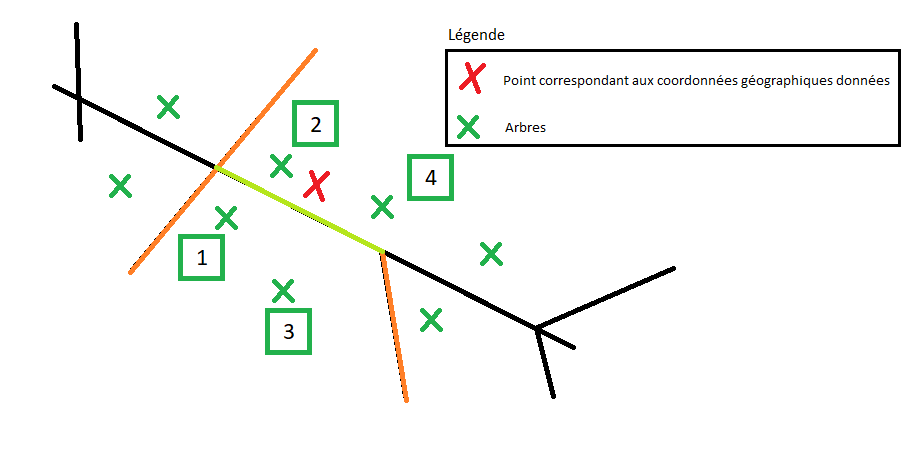 Légende
Point correspondant aux coordonnées géographiques données
Arbres
2
4
1
3